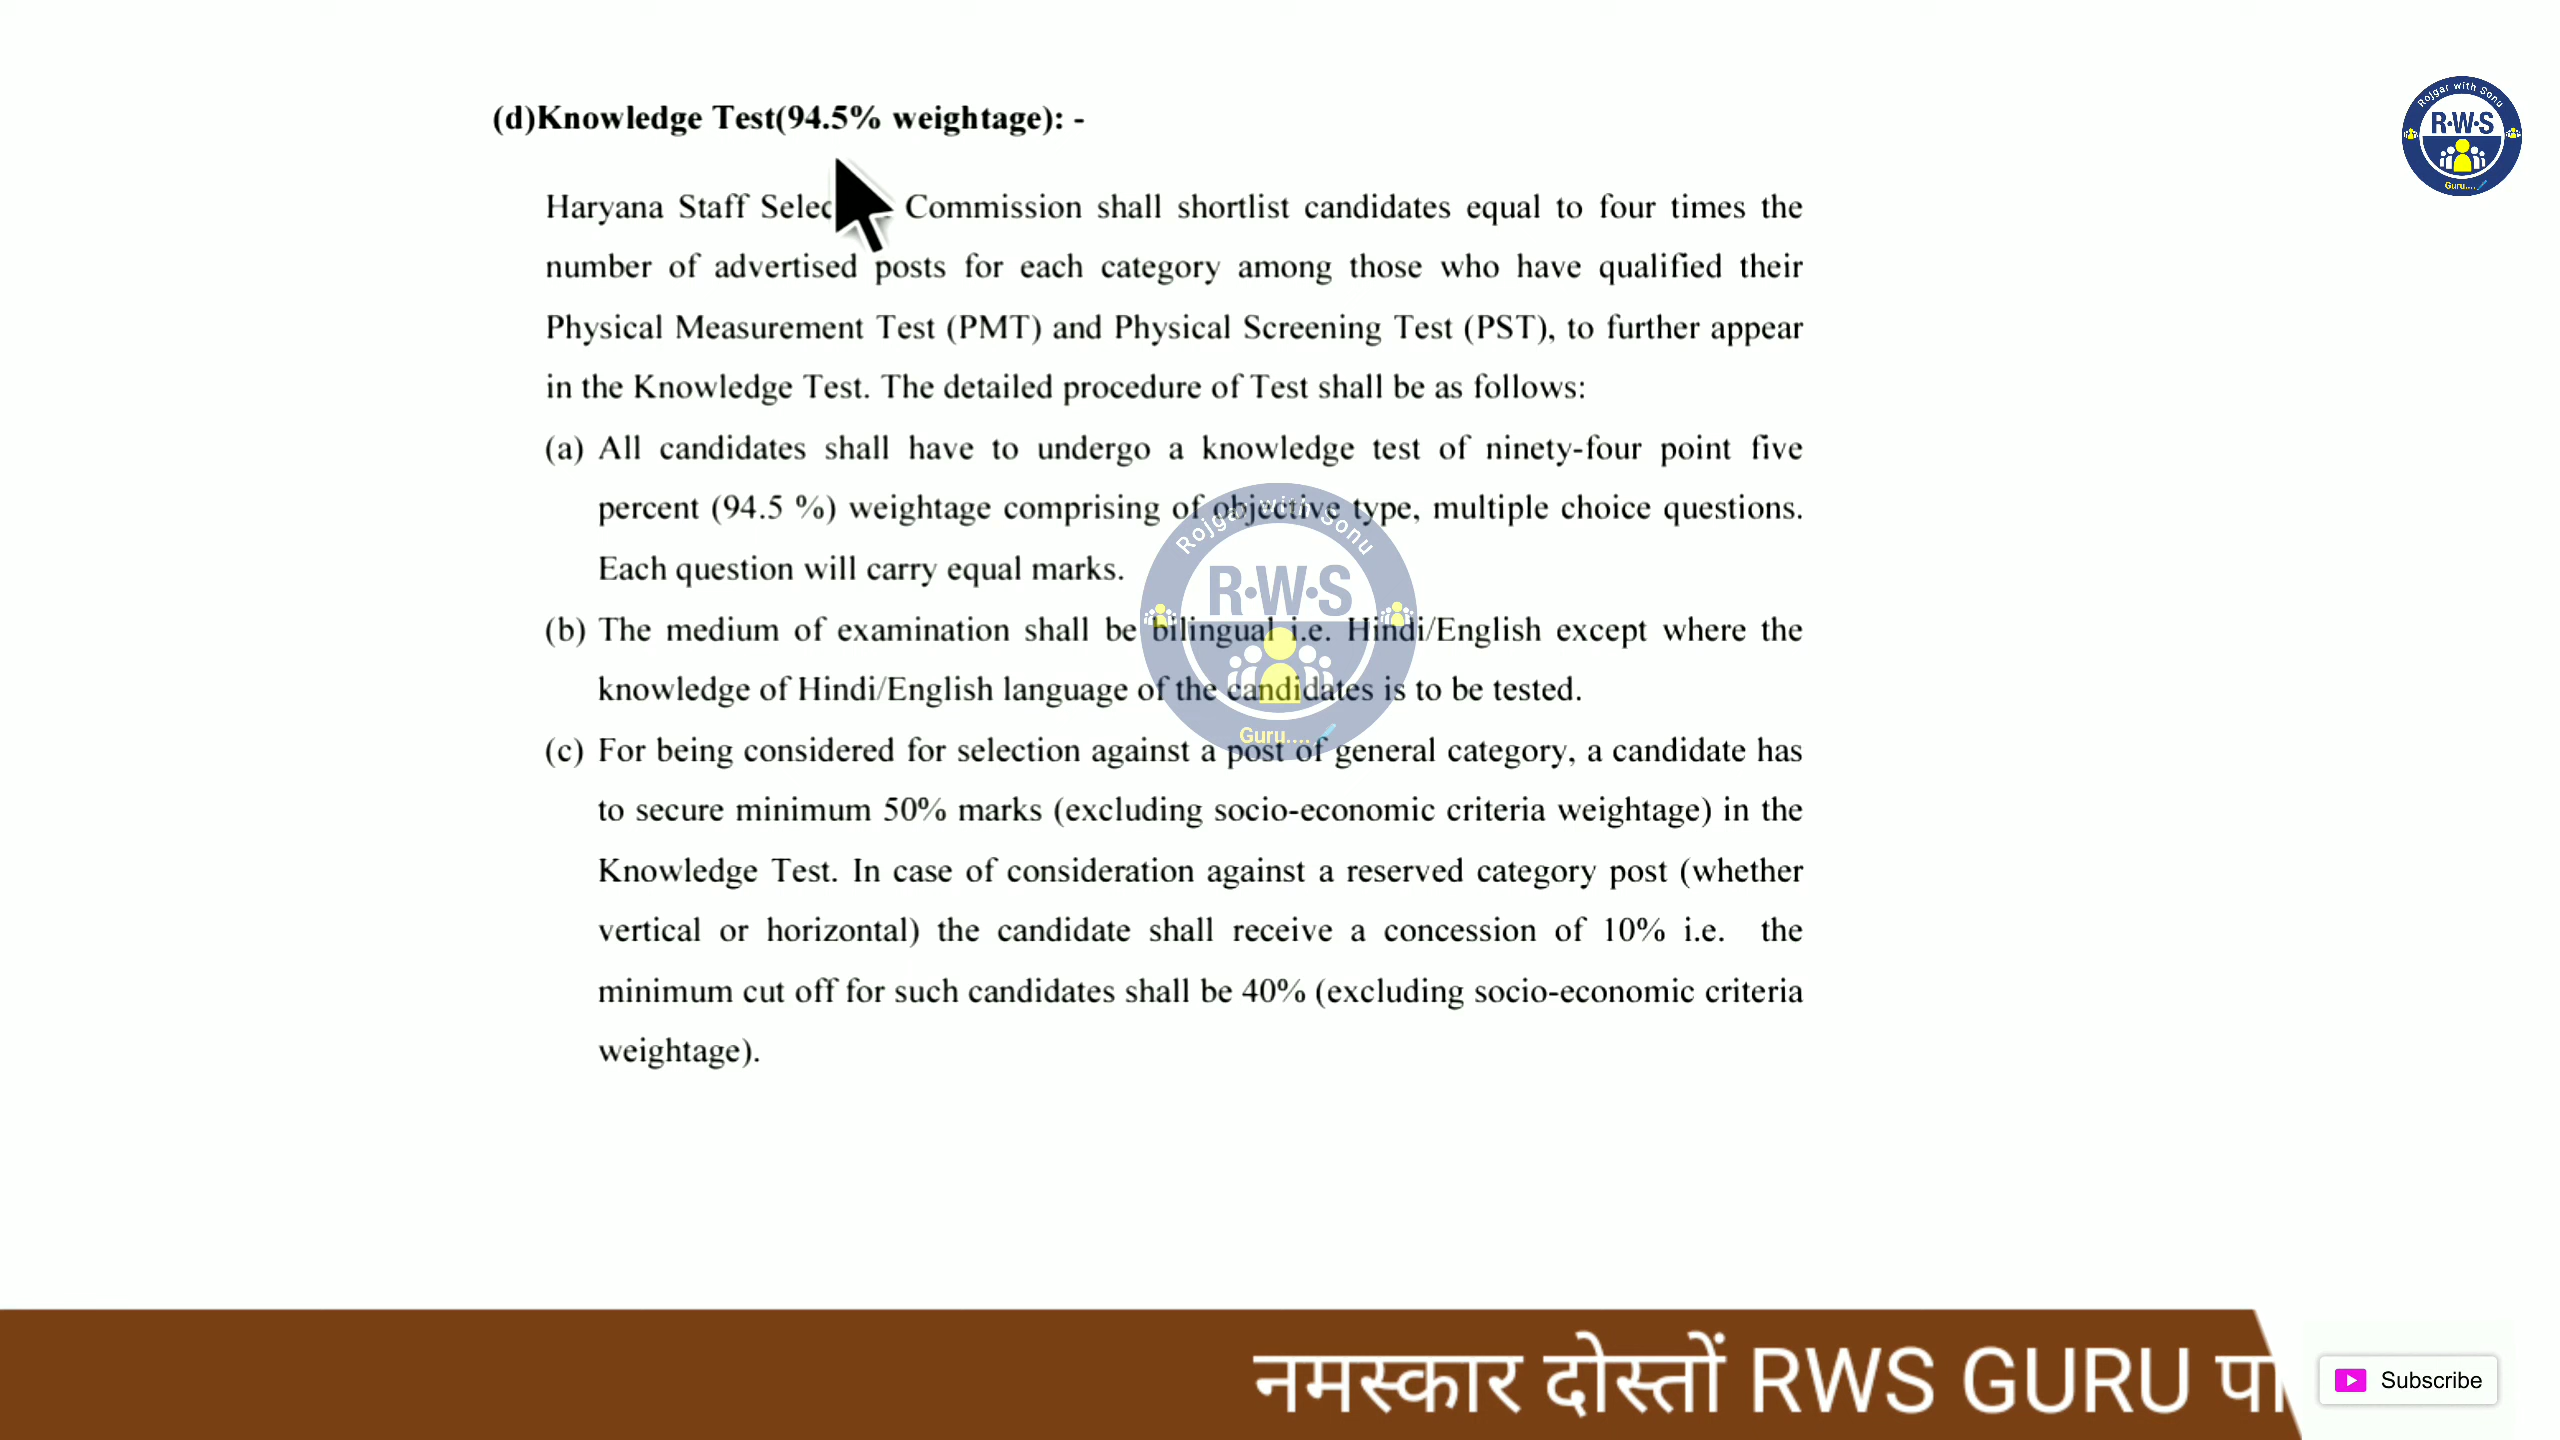 (d)Knowledge Test(94.5% weightage): -
Haryana Staff Selec Commission shall shortlist candidates equal to four times the
number of advertised posts for each category among those who have qualified their
Physical Measurement Test (PMT) and Physical Screening Test (PST), to further appear
in the Knowledge Test. The detailed procedure of Test shall be as follows:
(a) All candidates shall have to undergo a knowledge test of ninety-four point five
percent (94.5 %) weightage comprising of objective type, multiple choice questions.
Each question will carry equal marks.
(b) The medium of examination shall be bilingual i.e. Hindi/English except where the
knowledge of Hindi/English language of the candidates is to be tested.
(c) For being considered for selection against a post of general category, a candidate has
to secure minimum 50% marks (excluding socio-economic criteria weightage) in the
Knowledge Test. In case of consideration against a reserved category post (whether
vertical or horizontal) the candidate shall receive a concession of 10% i.e. the
minimum cut off for such candidates shall be 40% (excluding socio-economic criteria
weightage).
Rojgar with Sonu
R·W·S
Guru....
Rojgar with Sonu
R·W·S
Guru....
नमस्कार दोस्तों RWS GURU पा
Subscribe